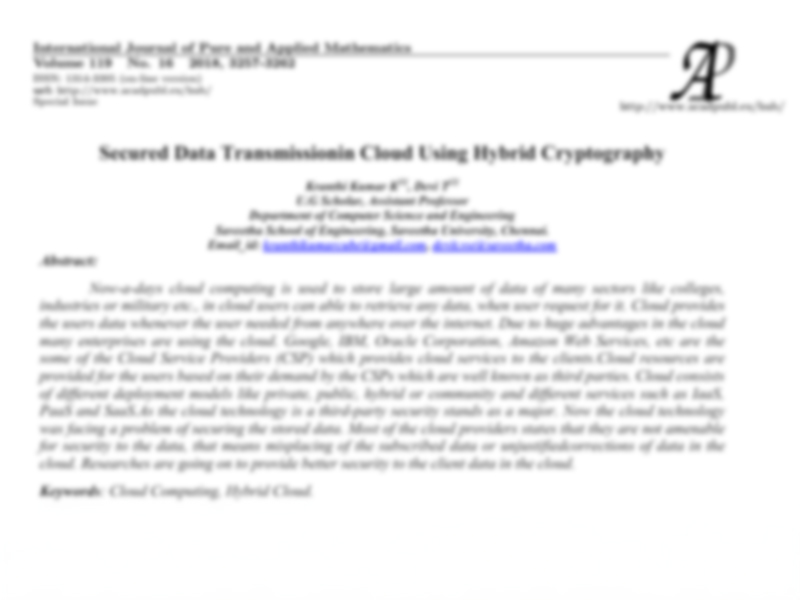 International Journal of Pure and Applied Mathematics
Volume 119 No. 16 2018, 3257-3262
ISSN: 1314-3395 (on-line version)
url: http://www.acadpubl.eu/hub/
Special Issue
AP
http://www.acadpubl.eu/hub/
Secured Data Transmissionin Cloud Using Hybrid Cryptography
Kranthi Kumar K, Devi T
U.G Scholar, Assistant Professor
Department of Computer Science and Engineering
Saveetha School of Engineering, Saveetha University, Chennai.
Email_id:
Abstract:
Now-a-days cloud computing is used to store large amount of data of many sectors like colleges,
industries or military etc., in cloud users can able to retrieve any data, when user request for it. Cloud provides
the users data whenever the user needed from anywhere over the internet. Due to huge advantages in the cloud
many enterprises are using the cloud. Google, IBM, Oracle Corporation, Amazon Web Services, etc are the
some of the Cloud Service Providers (CSP) which provides cloud services to the clients.Cloud resources are
provided for the users based on their demand by the CSPs which are well known as third parties. Cloud consists
of different deployment models like private, public, hybrid or community and different services such as IaaS,
PaaS and SaaS.As the cloud technology is a third-party security stands as a major. Now the cloud technology
was facing a problem of securing the stored data. Most of the cloud providers states that they are not amenable
for security to the data, that means misplacing of the subscribed data or unjustifiedcorrections of data in the
cloud. Researches are going on to provide better security to the client data in the cloud.
Keywords: Cloud Computing, Hybrid Cloud.